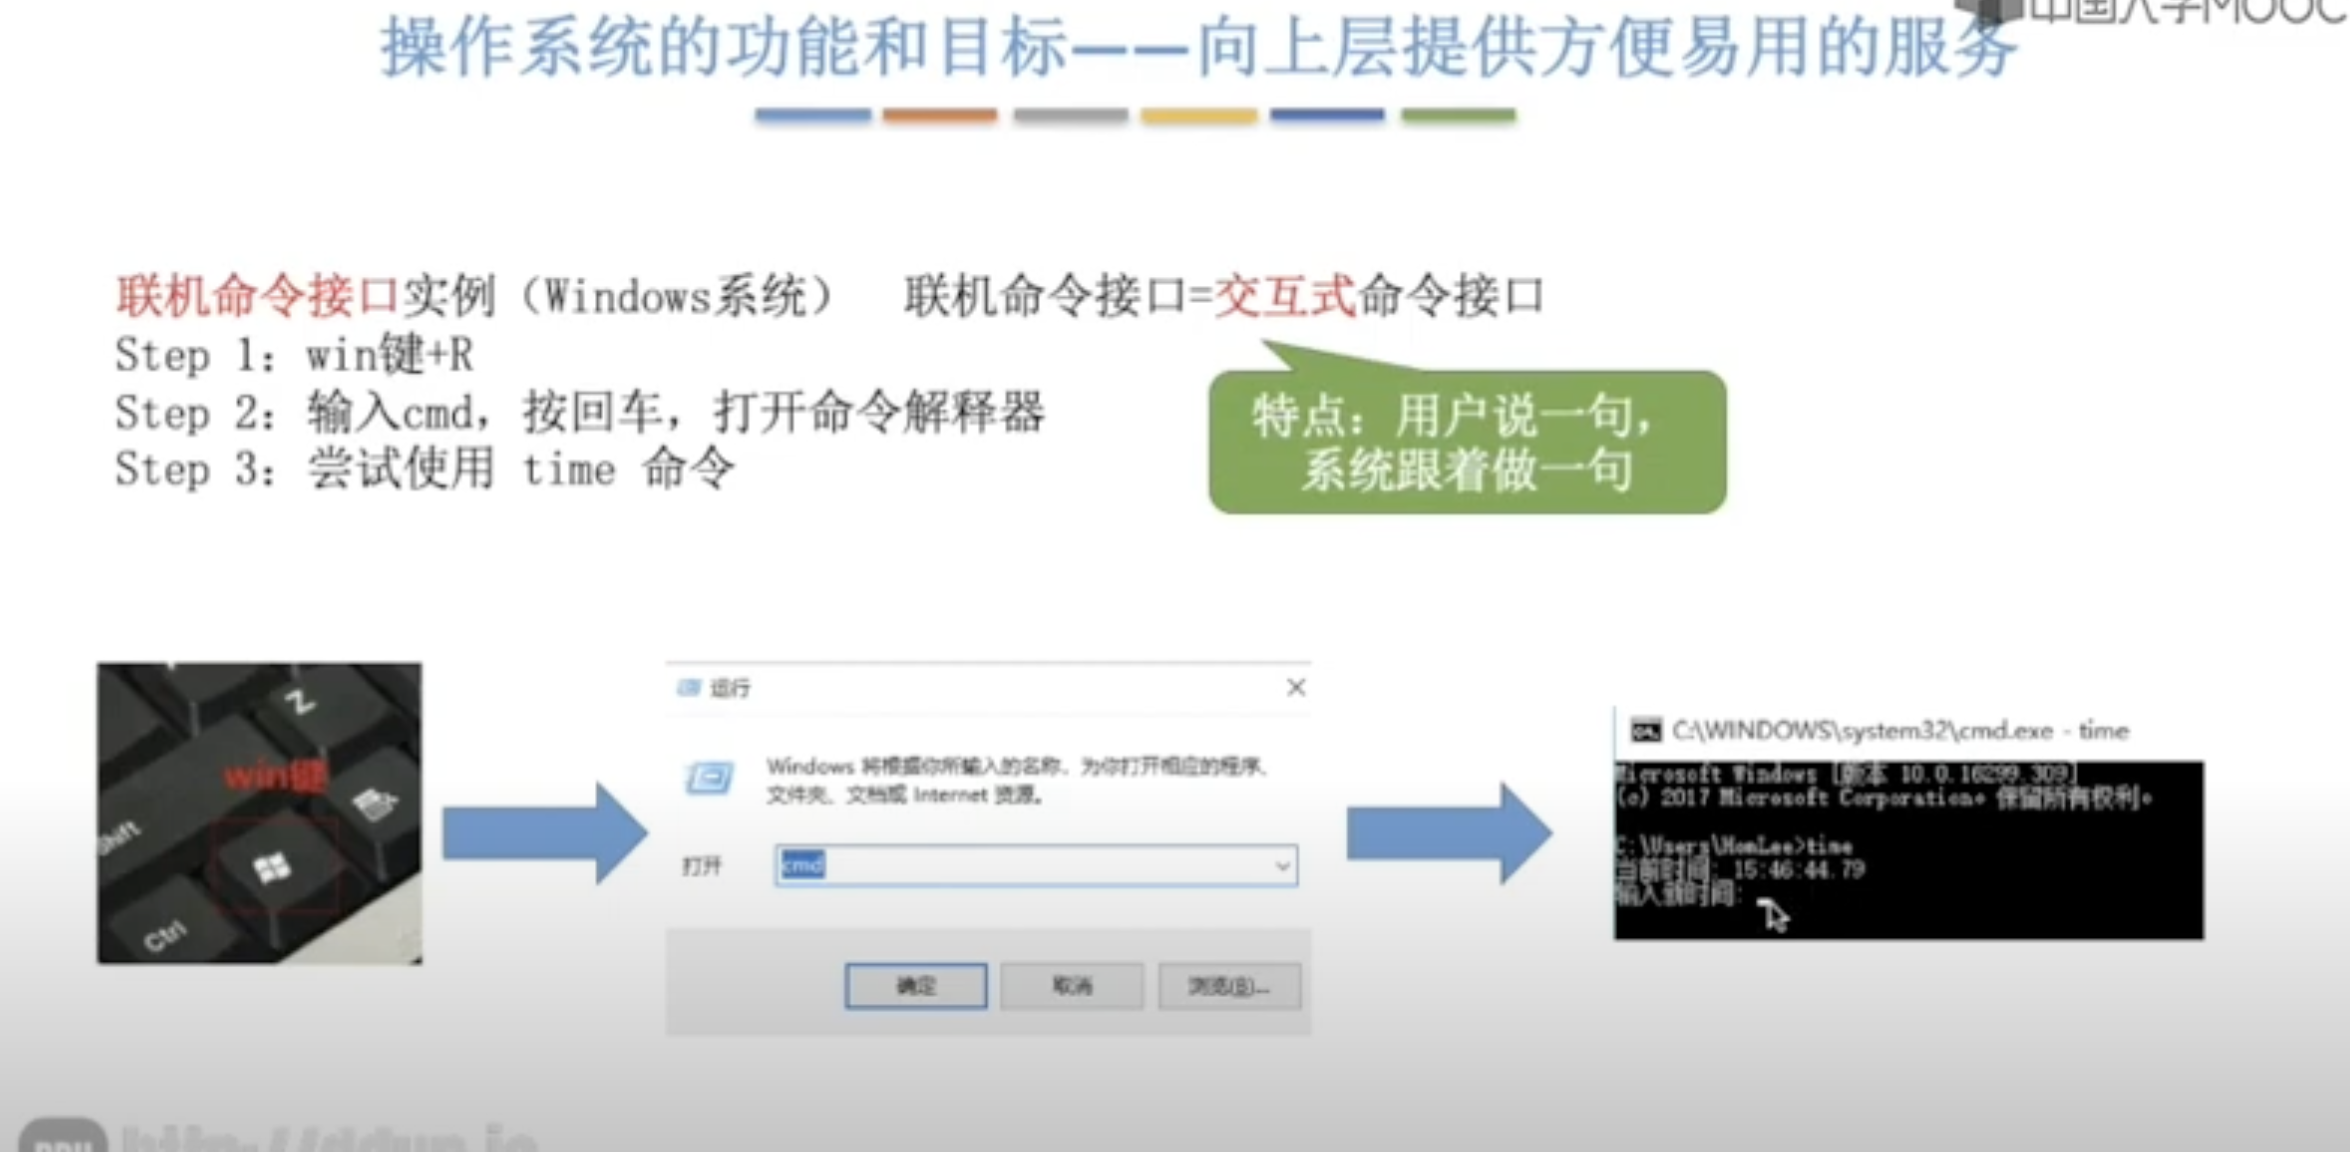 中国大学MOOC
操作系统的功能和目标——向上层提供方便易用的服务
联机命令接口实例（Windows系统） 联机命令接口=交互式命令接口
Step 1：win键+R
Step 2：输入cmd，按回车，打开命令解释器
Step 3：尝试使用 time 命令
特点：用户说一句，
系统跟着做一句
Z
win键
Shift
Ctrl
运行
Windows 将根据你所输入的名称，为你打开相应的程序、
文件夹、文档或 Internet 资源。
打开
cmd
确定 取消 浏览(B)...
C:\WINDOWS\system32\cmd.exe - time
Microsoft Windows [版本 10.0.16299.309]
(c) 2017 Microsoft Corporation。保留所有权利。
C:\Users\HomLee>time
当前时间: 15:46:44.79
输入新时间: